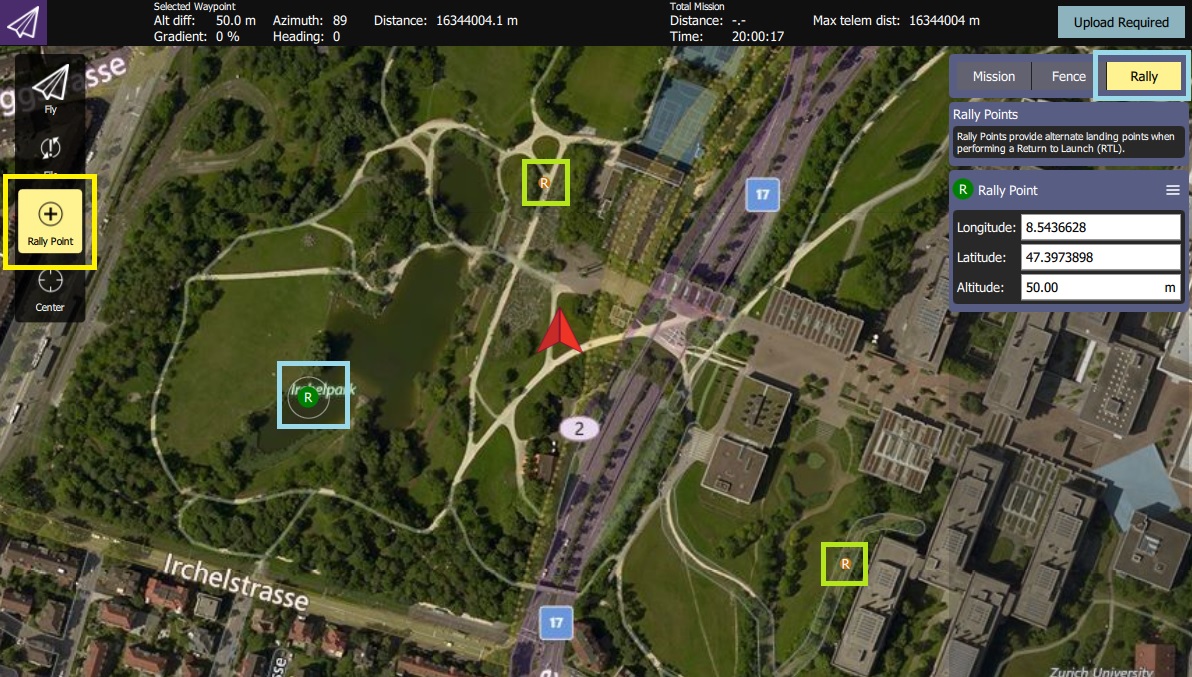 Selected Waypoint
Alt diff: 50.0 m Azimuth: 89 Distance: 16344004.1 m
Gradient: 0 % Heading: 0
Total Mission
Distance: -.- Max telem dist: 16344004 m
Time: 20:00:17
Upload Required
Fly
Rally Point
Center
Mission Fence Rally
Rally Points
Rally Points provide alternate landing points when
performing a Return to Launch (RTL).
R Rally Point
Longitude: 8.5436628
Latitude: 47.3973898
Altitude: 50.00 m
R
17
Irchelpark
R
2
R
Irchelstrasse
17
Zurich University